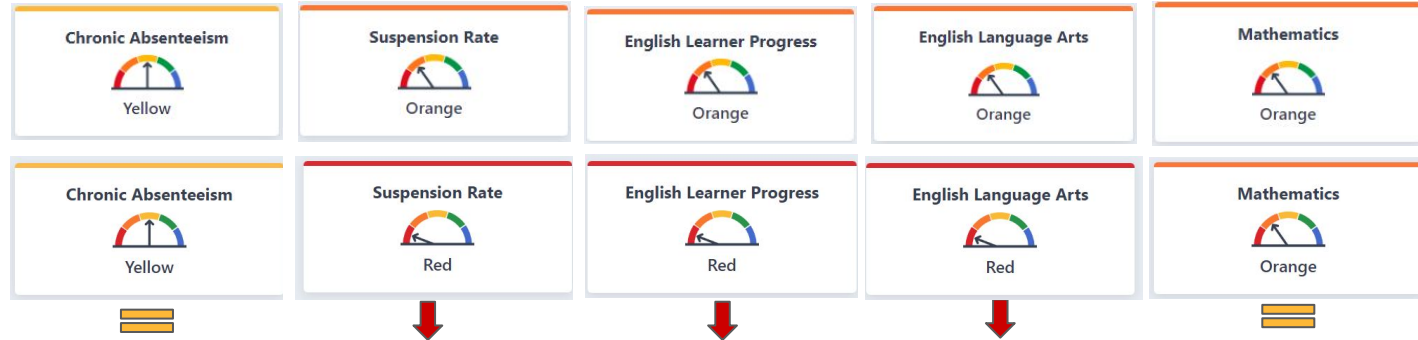 Chronic Absenteeism
Yellow
Suspension Rate
Orange
English Learner Progress
Orange
English Language Arts
Orange
Mathematics
Orange
Chronic Absenteeism
Yellow
Suspension Rate
Red
English Learner Progress
Red
English Language Arts
Red
Mathematics
Orange